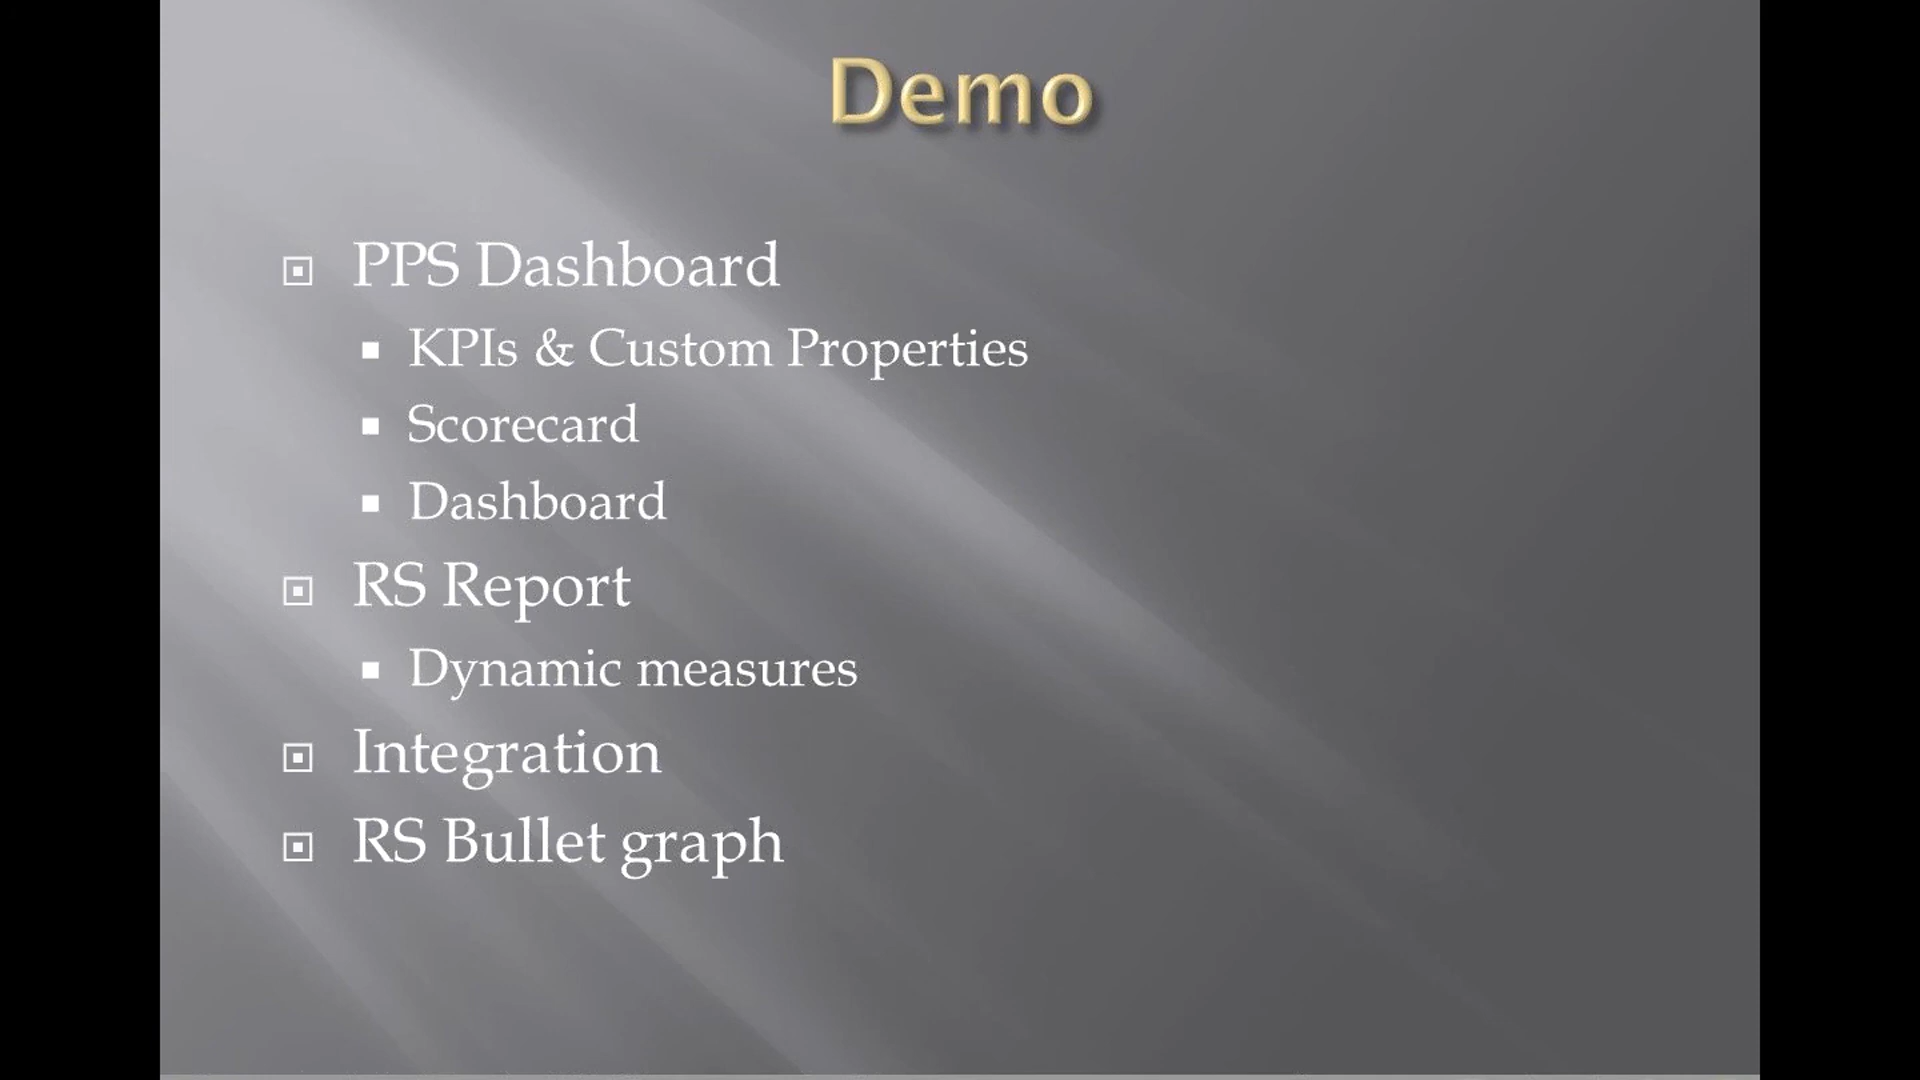 Demo
PPS Dashboard
KPIs & Custom Properties
Scorecard
Dashboard
RS Report
Dynamic measures
Integration
RS Bullet graph